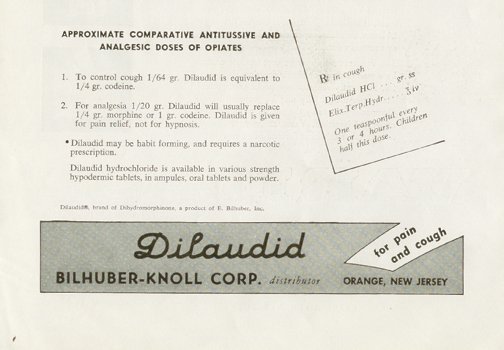 APPROXIMATE COMPARATIVE ANTITUSSIVE AND
ANALGESIC DOSES OF OPIATES
1. To control cough 1/64 gr. Dilaudid is equivalent to
1/4 gr. codeine.
2. For analgesia 1/20 gr. Dilaudid will usually replace
1/4 gr. morphine or 1 gr. codeine. Dilaudid is given
for pain relief, not for hypnosis.
• Dilaudid may be habit forming, and requires a narcotic
prescription.
Dilaudid hydrochloride is available in various strength
hypodermic tablets, in ampules, oral tablets and powder.
Dilaudid®, brand of Dihydromorphinone, a product of E. Bilhuber, Inc.
℞ in cough
Dilaudid HCl .... gr. ss
Elix. Terp. Hydr..... ℥iv
One teaspoonful every
3 or 4 hours. Children
half this dose.
Dilaudid
for pain
and cough
BILHUBER-KNOLL CORP. distributor ORANGE, NEW JERSEY